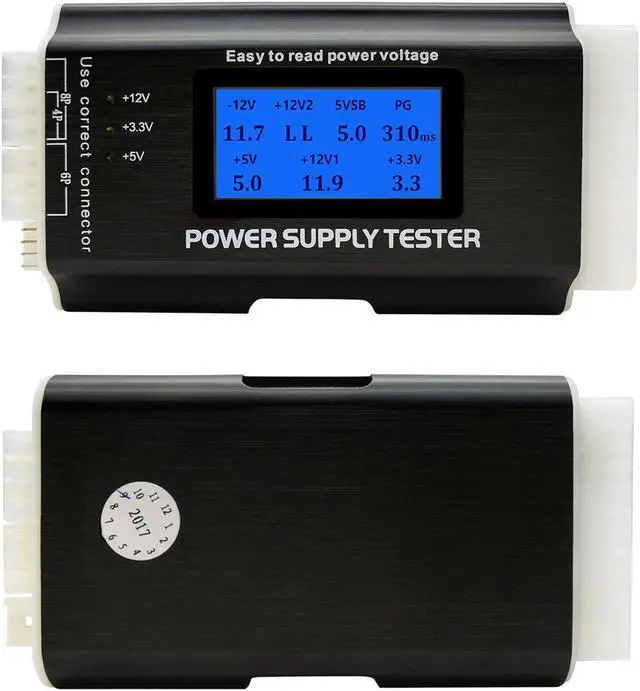 Easy to read power voltage
Use correct connector
8P
4P
6P
+12V
+3.3V
+5V
-12V +12V2 5VSB PG
11.7 LL 5.0 310ms
+5V +12V1 +3.3V
5.0 11.9 3.3
POWER SUPPLY TESTER
9 10 11 12 1 2 3 4 5 6 7 8
2017